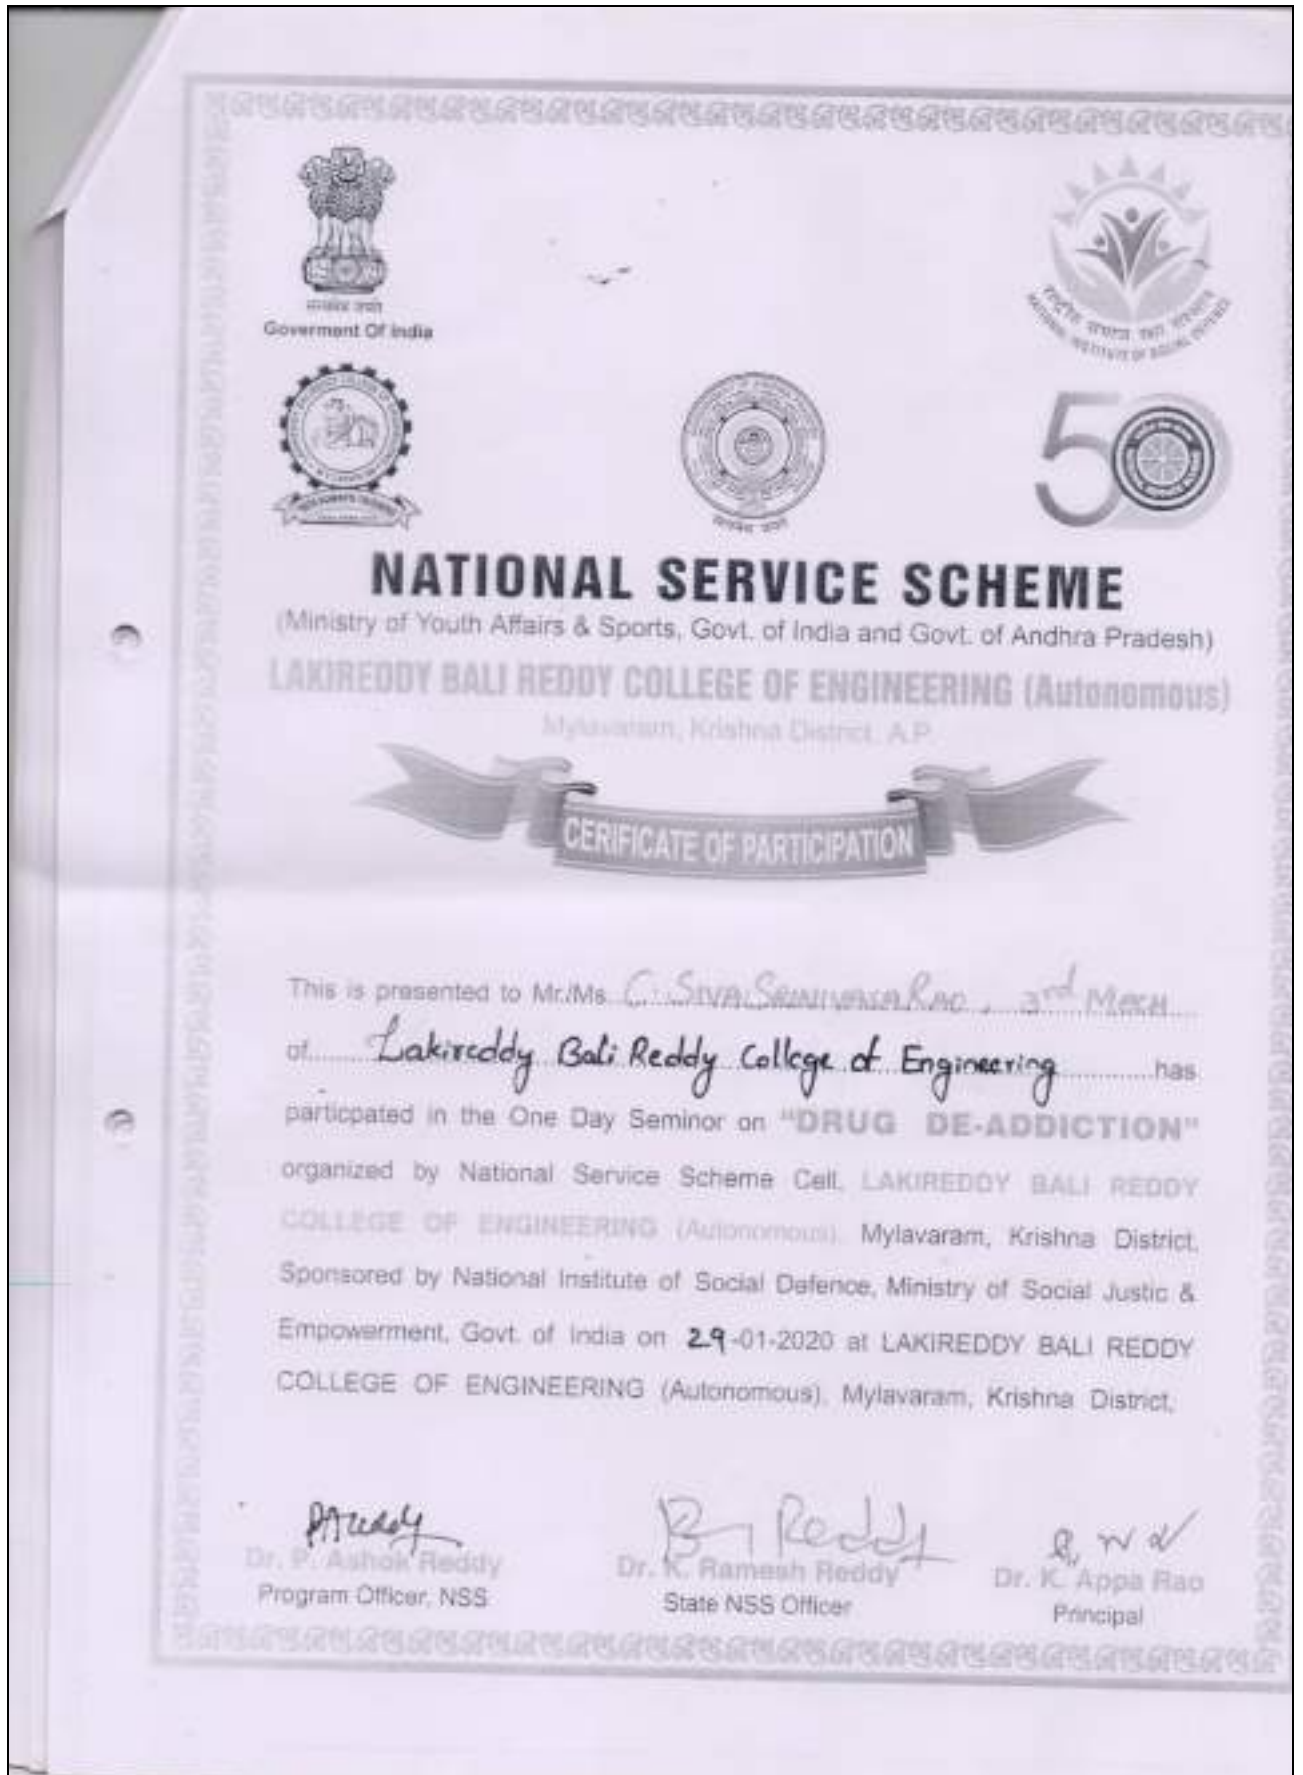 Goverment Of India
NATIONAL SERVICE SCHEME
(Ministry of Youth Affairs & Sports, Govt. of India and Govt. of Andhra Pradesh)
LAKIREDDY BALI REDDY COLLEGE OF ENGINEERING (Autonomous)
Mylavaram, Krishna District, A.P.
CERIFICATE OF PARTICIPATION
This is presented to Mr./Ms. C. SIVA SRINIVASA RAO, 3rd MECH
of Lakireddy Bali Reddy College of Engineering has
particpated in the One Day Seminor on "DRUG DE-ADDICTION"
organized by National Service Scheme Cell, LAKIREDDY BALI REDDY
COLLEGE OF ENGINEERING (Autonomous), Mylavaram, Krishna District,
Sponsored by National Institute of Social Defence, Ministry of Social Justic &
Empowerment, Govt. of India on 29-01-2020 at LAKIREDDY BALI REDDY
COLLEGE OF ENGINEERING (Autonomous), Mylavaram, Krishna District,
Dr. P. Ashok Reddy Dr. K. Ramesh Reddy Dr. K. Appa Rao
Program Officer, NSS State NSS Officer Principal